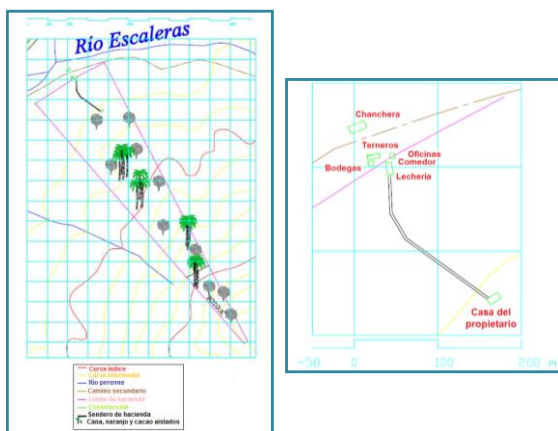 Río Escaleras
Curva índice
Curva intermedia
Río perenne
Camino secundario
Límite de hacienda
Construcción
Sendero de hacienda
Cana, naranjo y cacao aislados
Chanchera
Terneros
Oficinas
Comedor
Bodegas
Lechería
Casa del
propietario
-50 0 100 200 m